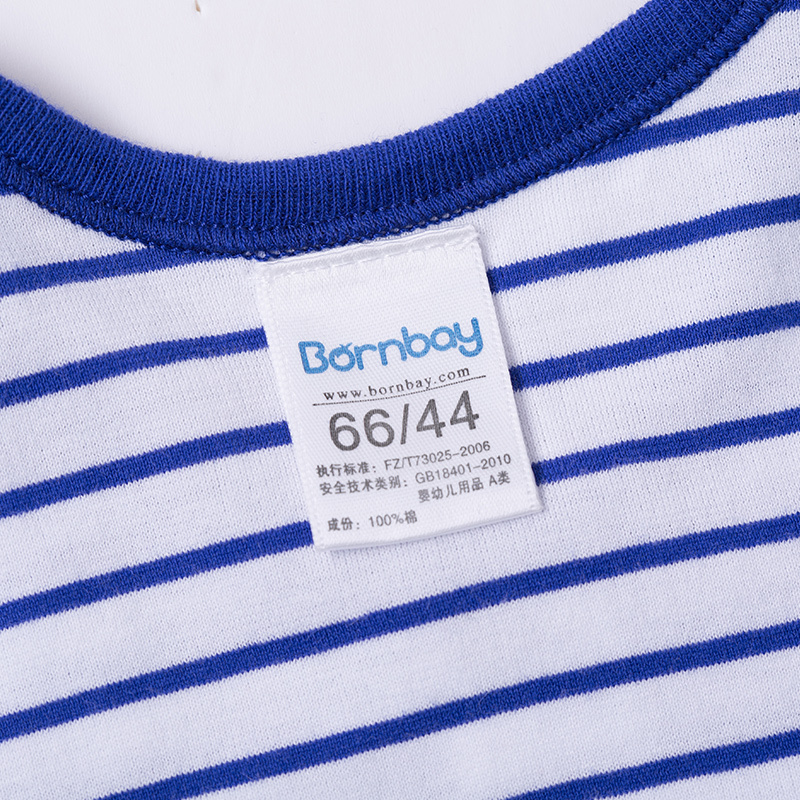 Bornbay
www.bornbay.com
66/44
执行标准：FZ/T73025-2006
安全技术类别：GB18401-2010
婴幼儿用品 A类
成份：100%棉